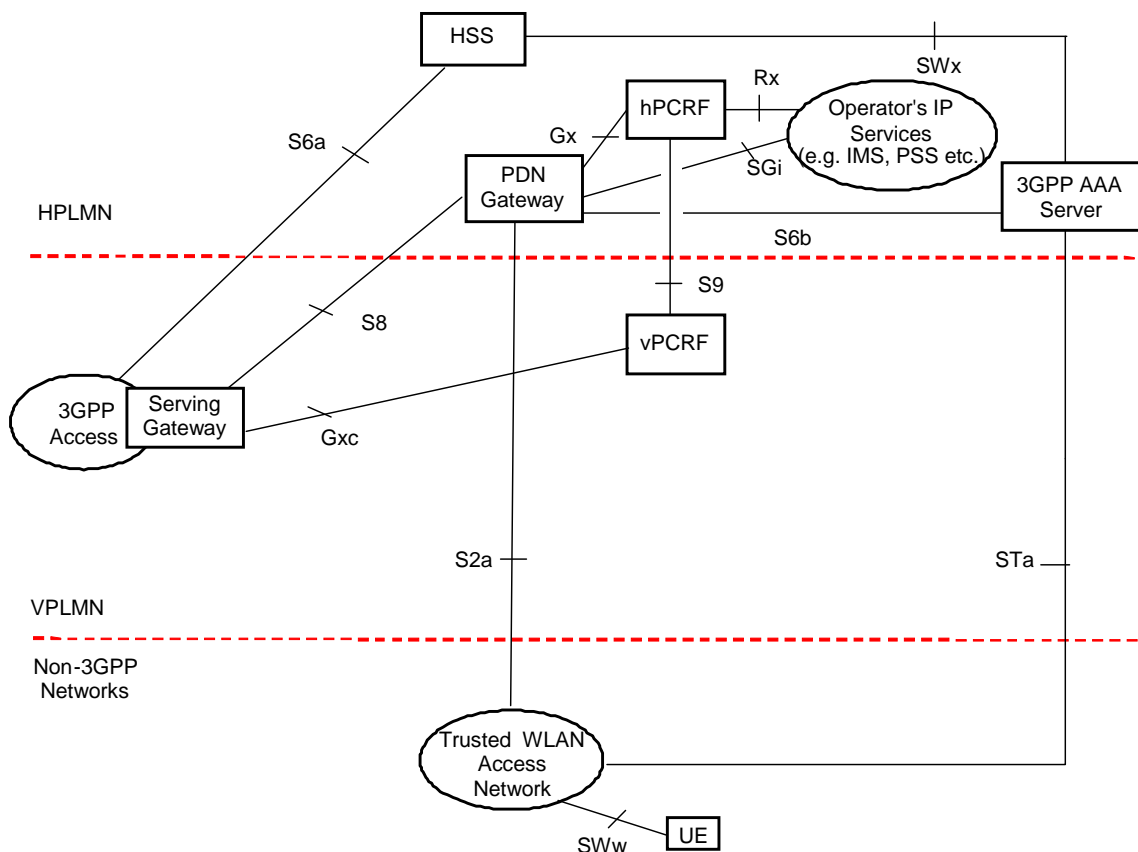 HSS
SWx
Rx
hPCRF
Operator's IP
Services
(e.g. IMS, PSS etc.)
Gx
S6a
SGi
PDN
Gateway
3GPP AAA
Server
HPLMN
S6b
S9
S8
vPCRF
3GPP
Access
Serving
Gateway
Gxc
S2a
STa
VPLMN
Non-3GPP
Networks
Trusted WLAN
Access
Network
UE
SWw